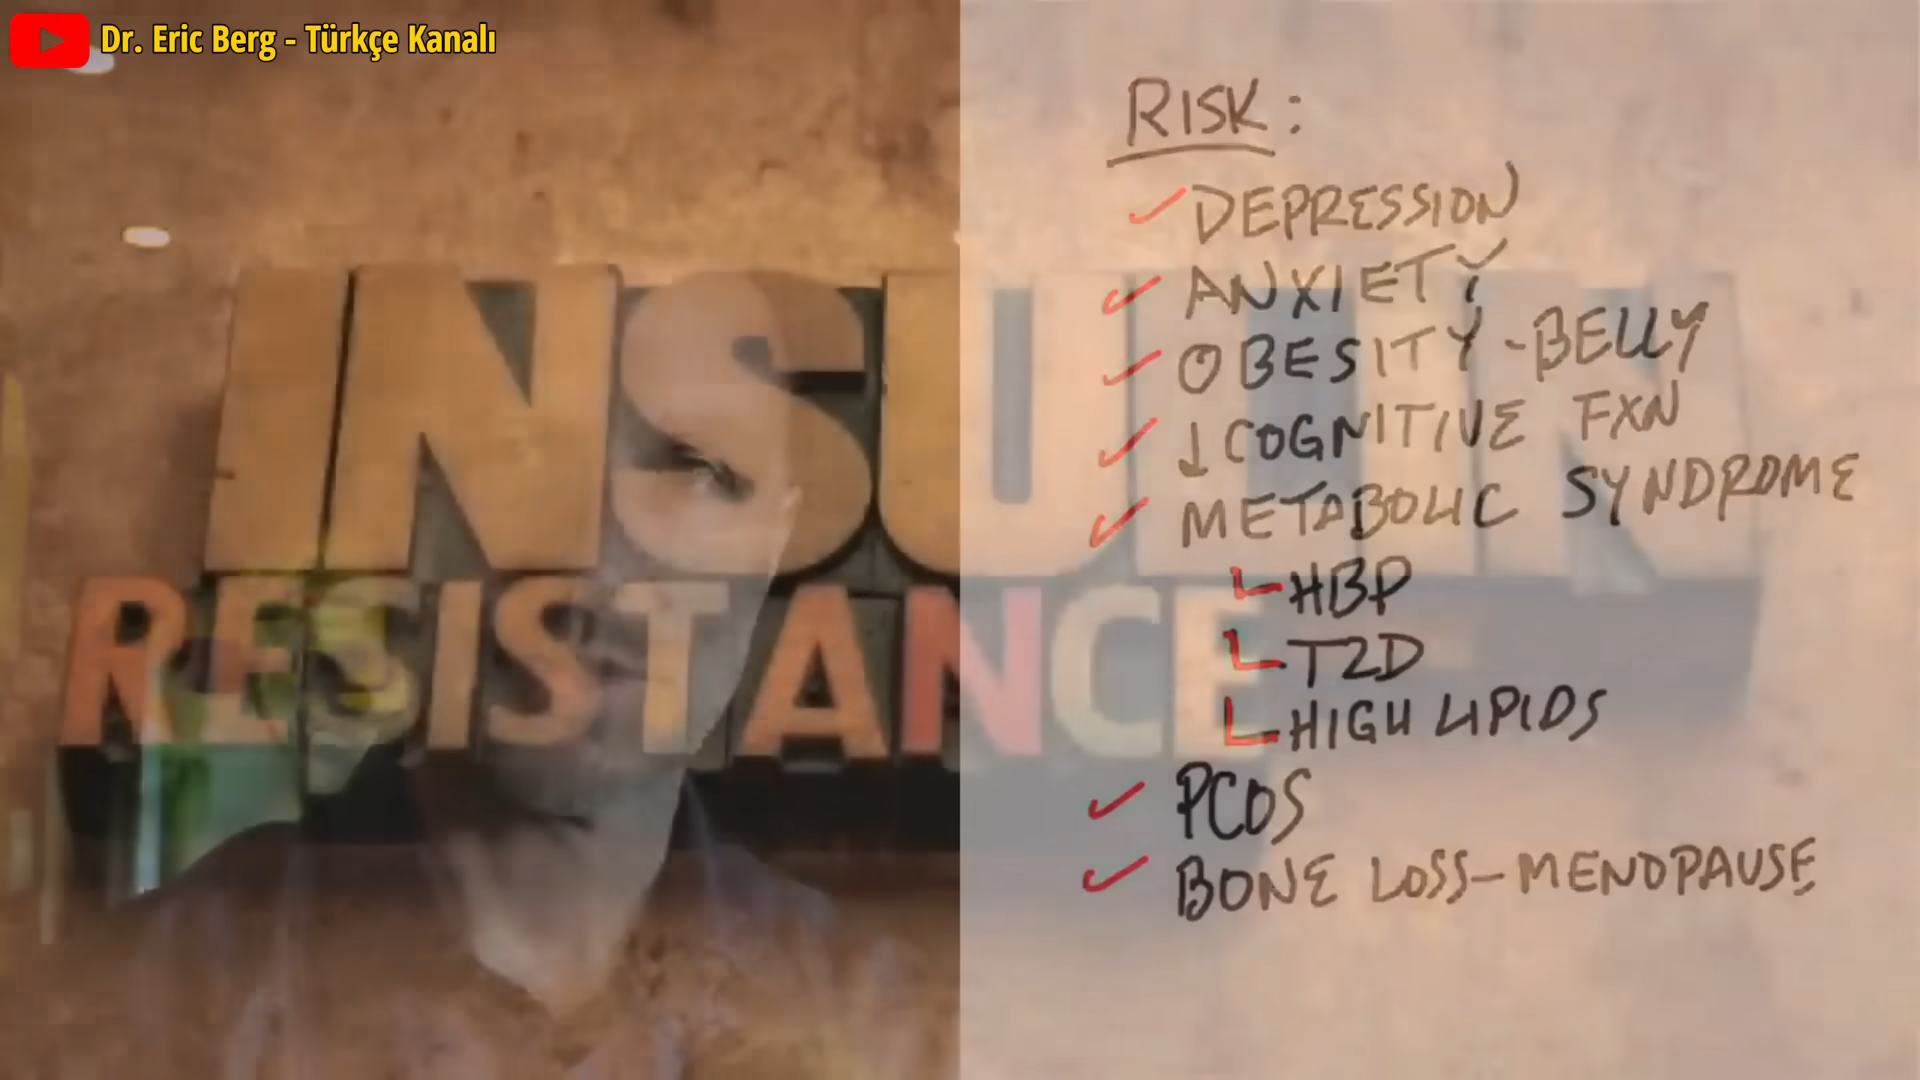 Dr. Eric Berg - Türkçe Kanalı
INSULIN
RESISTANCE
RISK:
DEPRESSION
ANXIETY
OBESITY-BELLY
↓ COGNITIVE FXN
METABOLIC SYNDROME
HBP
T2D
HIGH LIPIDS
PCOS
BONE LOSS-MENOPAUSE